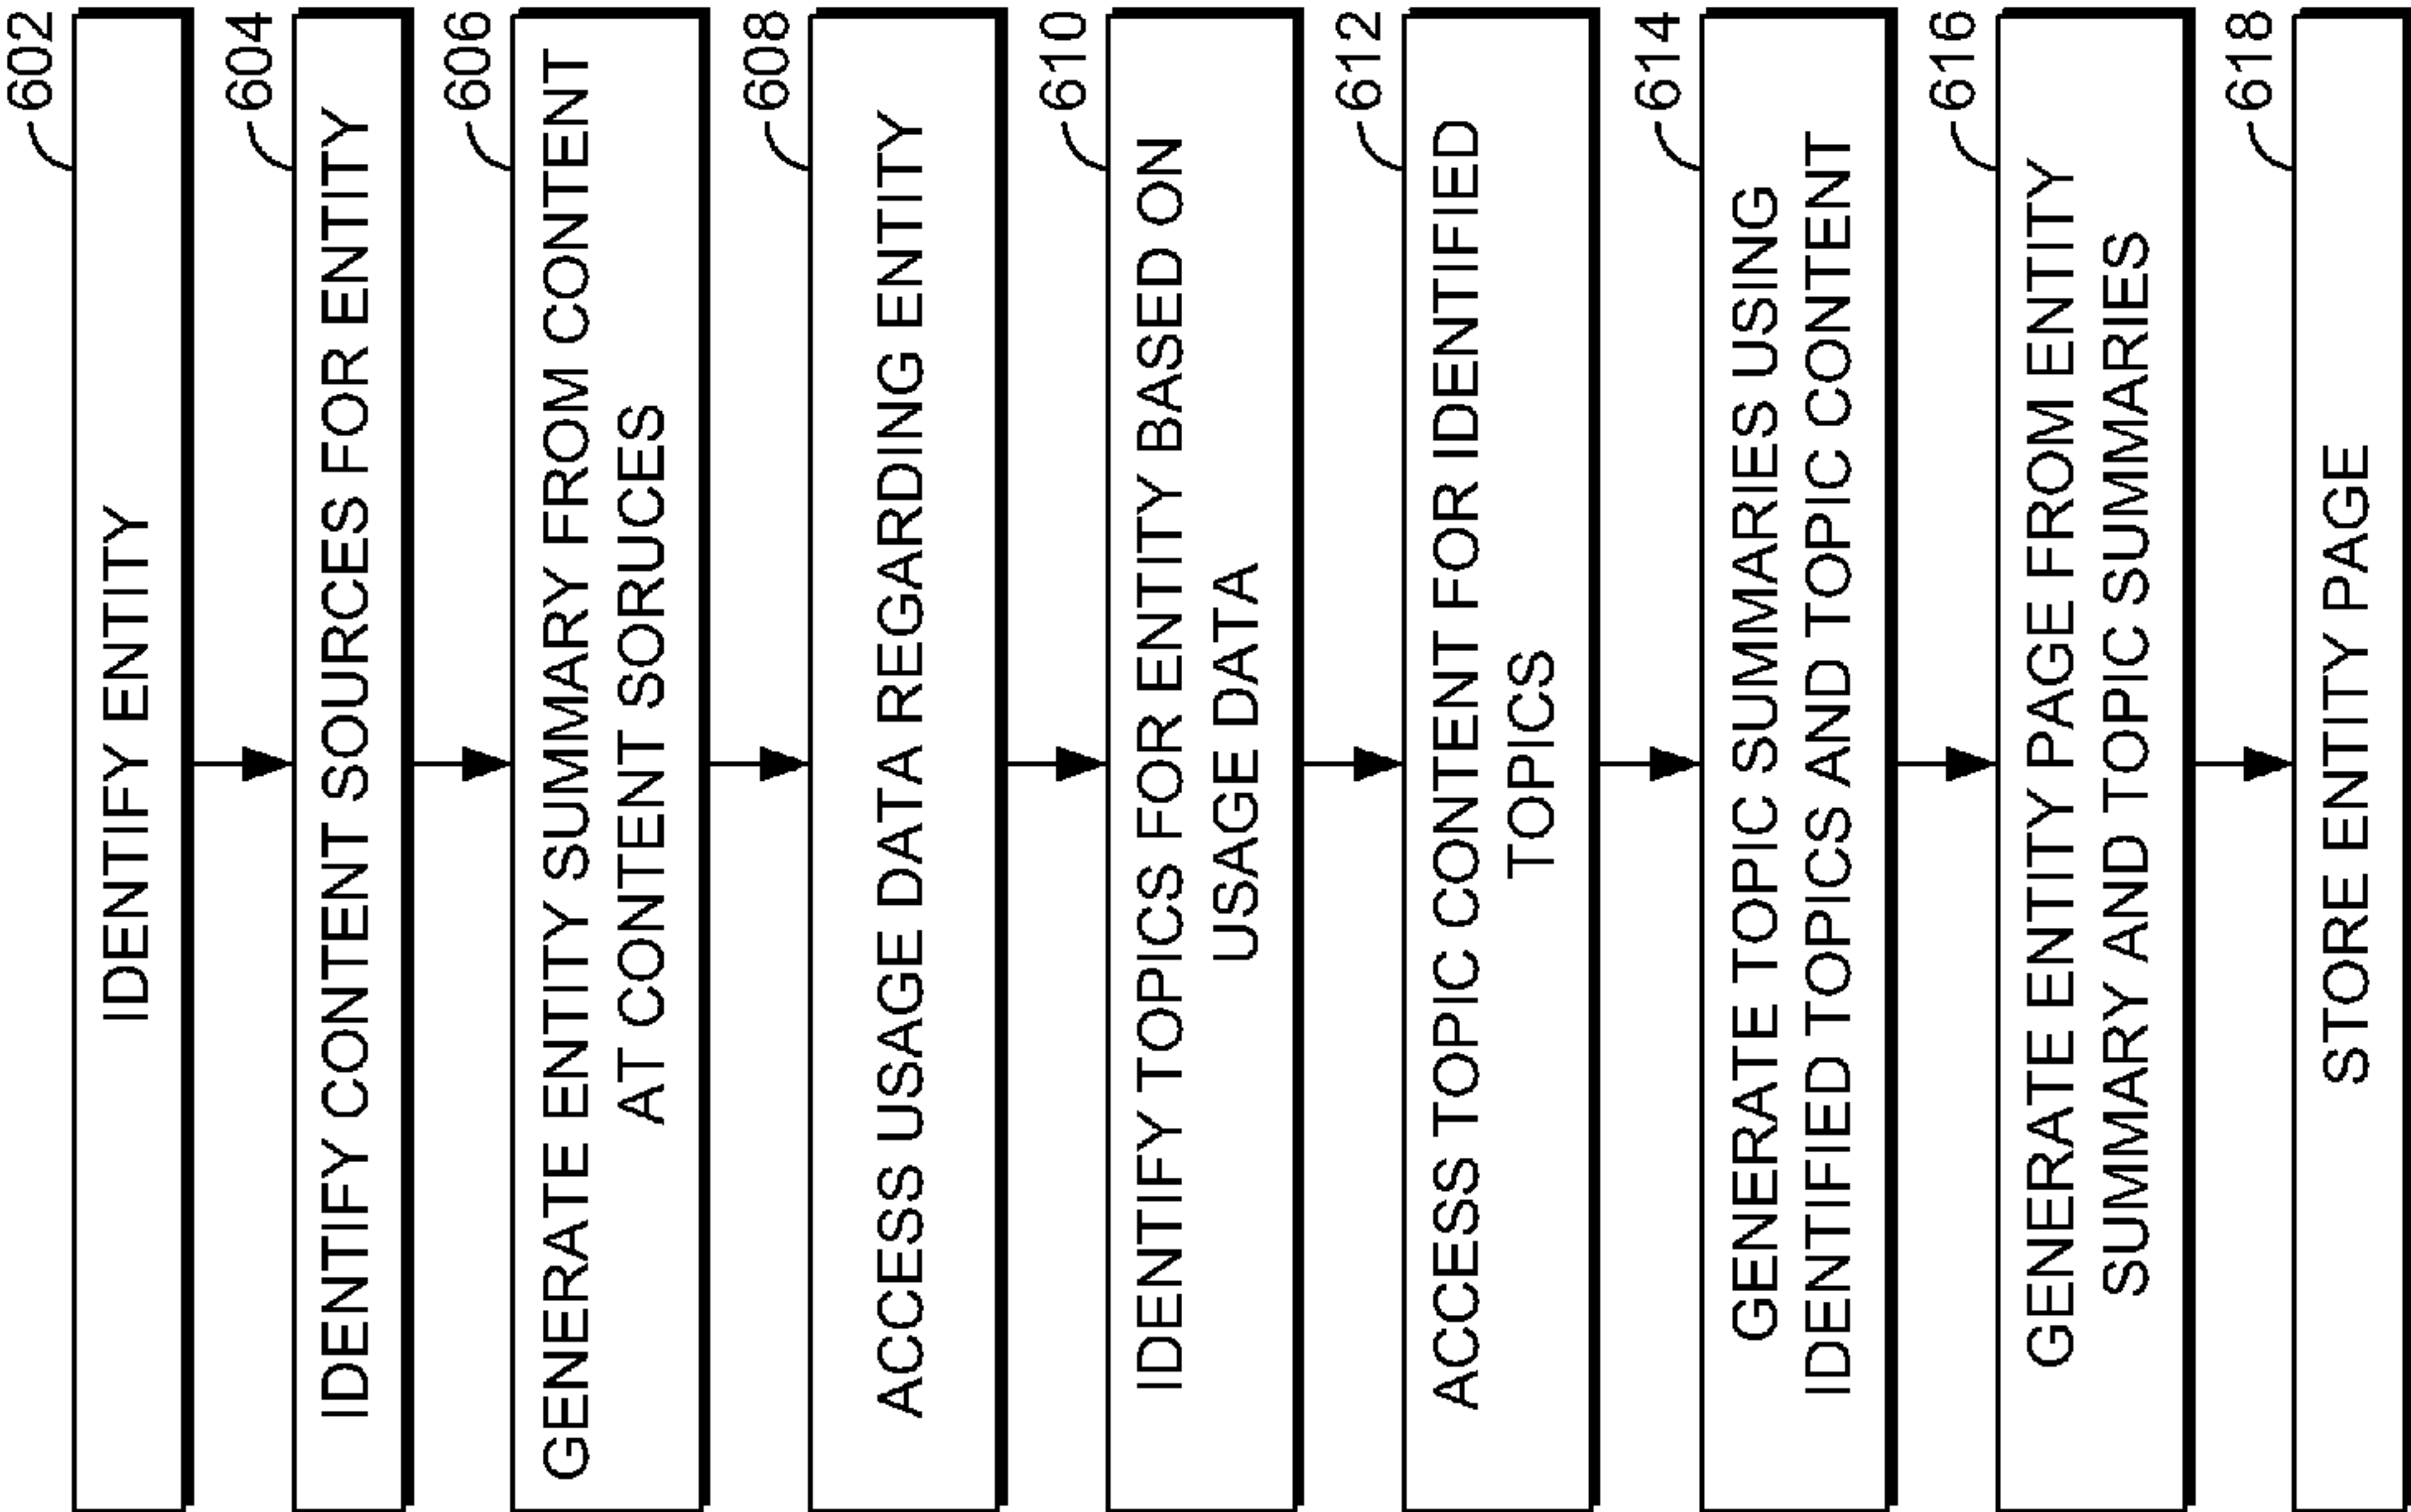 602
IDENTIFY ENTITY
604
IDENTIFY CONTENT SOURCES FOR ENTITY
606
GENERATE ENTITY SUMMARY FROM CONTENT
AT CONTENT SORUCES
608
ACCESS USAGE DATA REGARDING ENTITY
610
IDENTIFY TOPICS FOR ENTITY BASED ON
USAGE DATA
612
ACCESS TOPIC CONTENT FOR IDENTIFIED
TOPICS
614
GENERATE TOPIC SUMMARIES USING
IDENTIFIED TOPICS AND TOPIC CONTENT
616
GENERATE ENTITY PAGE FROM ENTITY
SUMMARY AND TOPIC SUMMARIES
618
STORE ENTITY PAGE